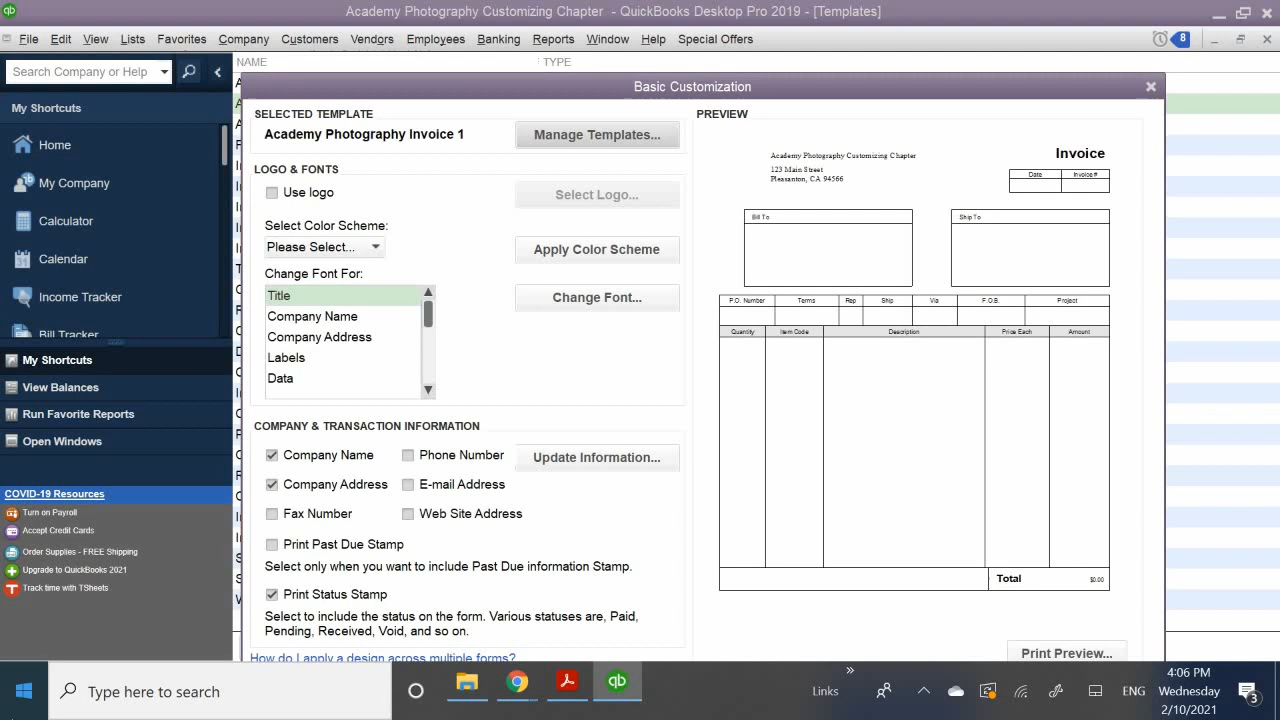 Academy Photography Customizing Chapter - QuickBooks Desktop Pro 2019 - [Templates]
File Edit View Lists Favorites Company Customers Vendors Employees Banking Reports Window Help Special Offers
8
Search Company or Help
My Shortcuts
Home
My Company
Calculator
Calendar
Income Tracker
Bill Tracker
My Shortcuts
View Balances
Run Favorite Reports
Open Windows
COVID-19 Resources
Turn on Payroll
Accept Credit Cards
Order Supplies - FREE Shipping
Upgrade to QuickBooks 2021
Track time with TSheets
NAME TYPE
Basic Customization
SELECTED TEMPLATE
Academy Photography Invoice 1
Manage Templates...
LOGO & FONTS
Use logo
Select Logo...
Select Color Scheme:
Please Select...
Apply Color Scheme
Change Font For:
Title
Company Name
Company Address
Labels
Data
Change Font...
COMPANY & TRANSACTION INFORMATION
Company Name Phone Number
Update Information...
Company Address E-mail Address
Fax Number Web Site Address
Print Past Due Stamp
Select only when you want to include Past Due information Stamp.
Print Status Stamp
Select to include the status on the form. Various statuses are, Paid,
Pending, Received, Void, and so on.
How do I apply a design across multiple forms?
PREVIEW
Academy Photography Customizing Chapter
123 Main Street
Pleasanton, CA 94566
Invoice
Date Invoice #
Bill To
Ship To
P.O. Number Terms Rep Ship Via F.O.B. Project
Quantity Item Code Description Price Each Amount
Total $0.00
Print Preview...
Type here to search
qb
Links
ENG
4:06 PM
Wednesday
2/10/2021
3